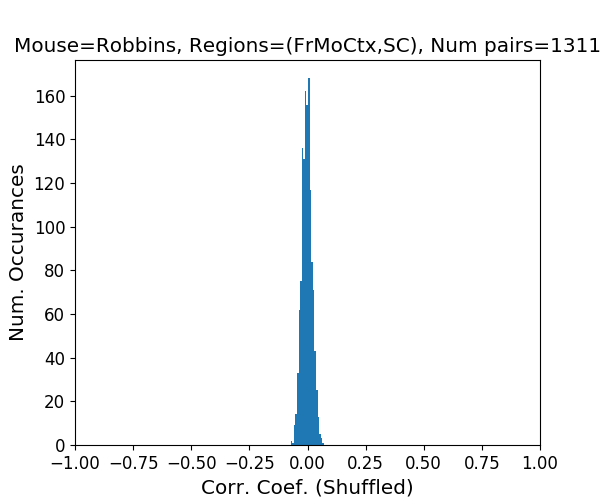 Mouse=Robbins, Regions=(FrMoCtx,SC), Num pairs=1311
160
140
120
100
80
60
40
20
0
Num. Occurances
−1.00 −0.75 −0.50 −0.25 0.00 0.25 0.50 0.75 1.00
Corr. Coef. (Shuffled)